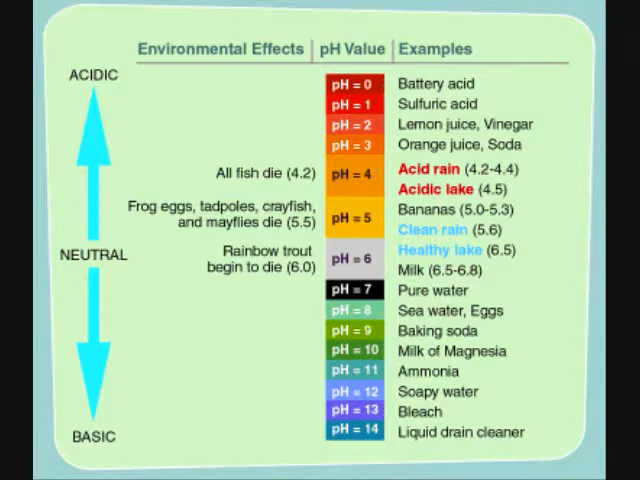 Environmental Effects pH Value Examples
ACIDIC
pH = 0 Battery acid
pH = 1 Sulfuric acid
pH = 2 Lemon juice, Vinegar
pH = 3 Orange juice, Soda
All fish die (4.2) pH = 4 Acid rain (4.2-4.4)
Acidic lake (4.5)
Frog eggs, tadpoles, crayfish,
and mayflies die (5.5) pH = 5 Bananas (5.0-5.3)
Clean rain (5.6)
NEUTRAL
Rainbow trout
begin to die (6.0) pH = 6 Healthy lake (6.5)
Milk (6.5-6.8)
pH = 7 Pure water
pH = 8 Sea water, Eggs
pH = 9 Baking soda
pH = 10 Milk of Magnesia
pH = 11 Ammonia
pH = 12 Soapy water
pH = 13 Bleach
pH = 14 Liquid drain cleaner
BASIC